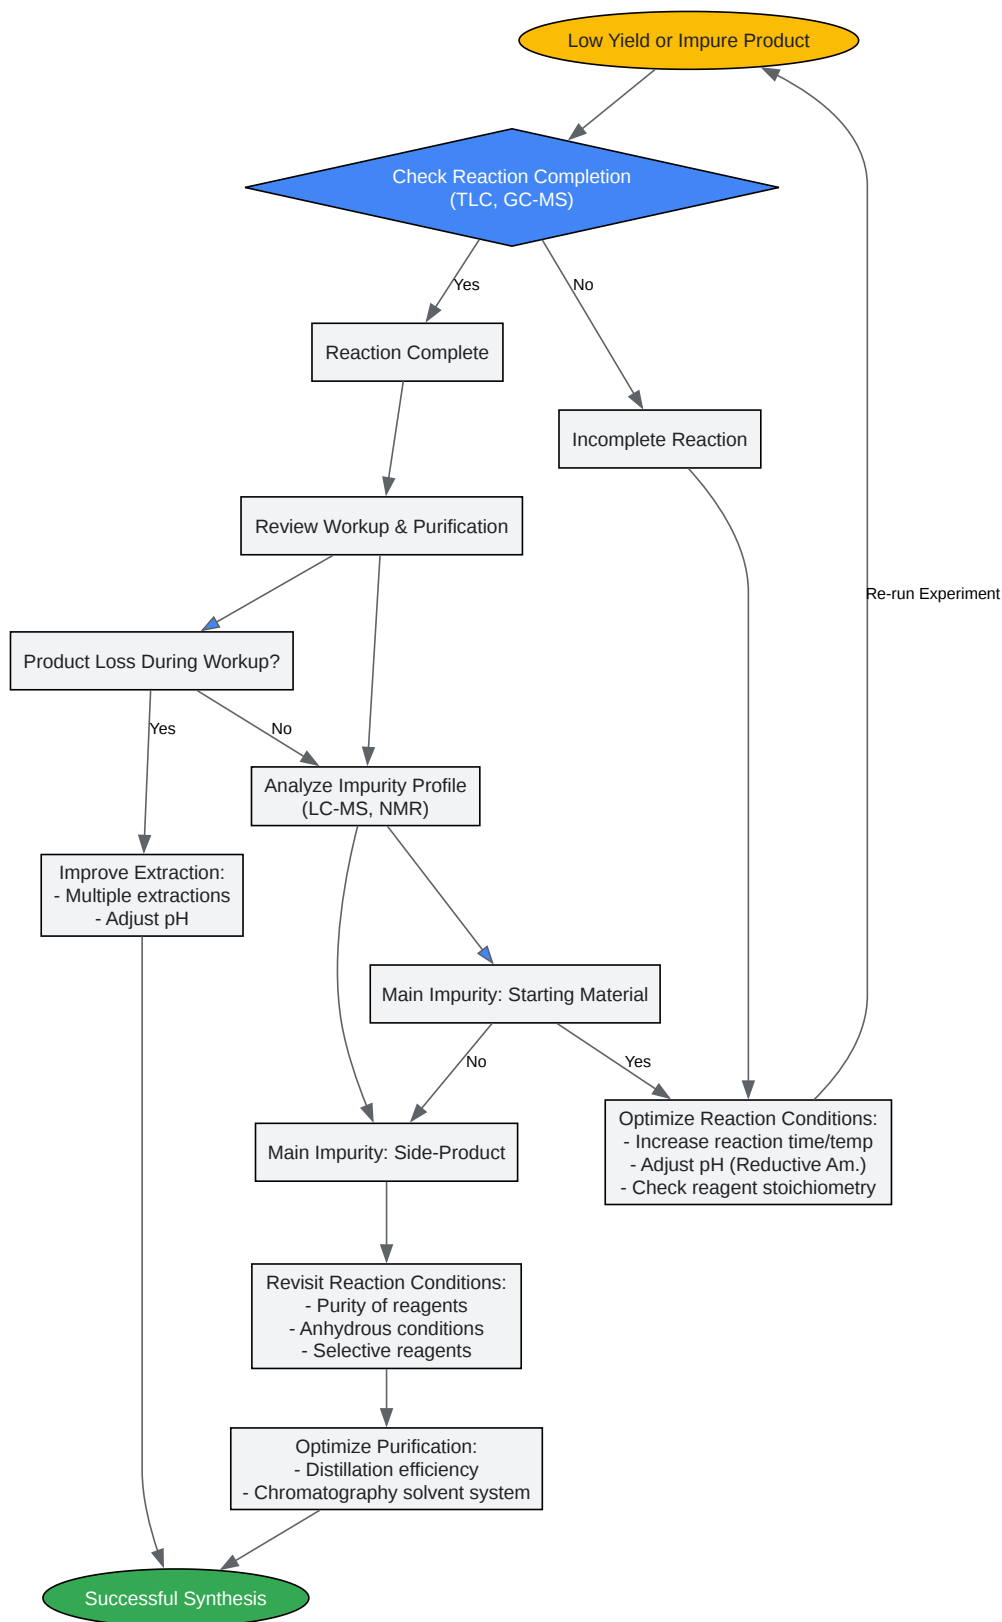 Low Yield or Impure Product
Check Reaction Completion
(TLC, GC-MS)
Yes
No
Reaction Complete
Incomplete Reaction
Review Workup & Purification
Re-run Experiment
Product Loss During Workup?
Yes
No
Analyze Impurity Profile
(LC-MS, NMR)
Improve Extraction:
- Multiple extractions
- Adjust pH
Main Impurity: Starting Material
No
Yes
Optimize Reaction Conditions:
- Increase reaction time/temp
- Adjust pH (Reductive Am.)
- Check reagent stoichiometry
Main Impurity: Side-Product
Revisit Reaction Conditions:
- Purity of reagents
- Anhydrous conditions
- Selective reagents
Optimize Purification:
- Distillation efficiency
- Chromatography solvent system
Successful Synthesis